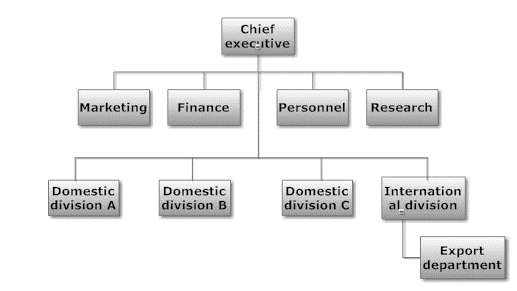 Chief
executive
Marketing
Finance
Personnel
Research
Domestic
division A
Domestic
division B
Domestic
division C
Internation
al division
Export
department